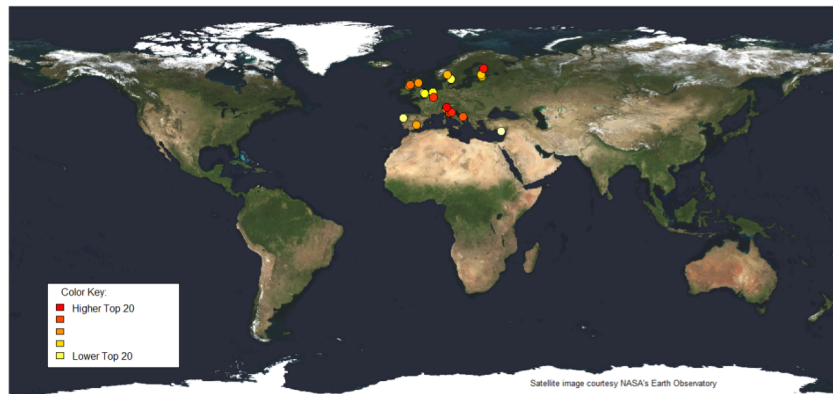 Color Key:
Higher Top 20
Lower Top 20
Satellite image courtesy NASA's Earth Observatory